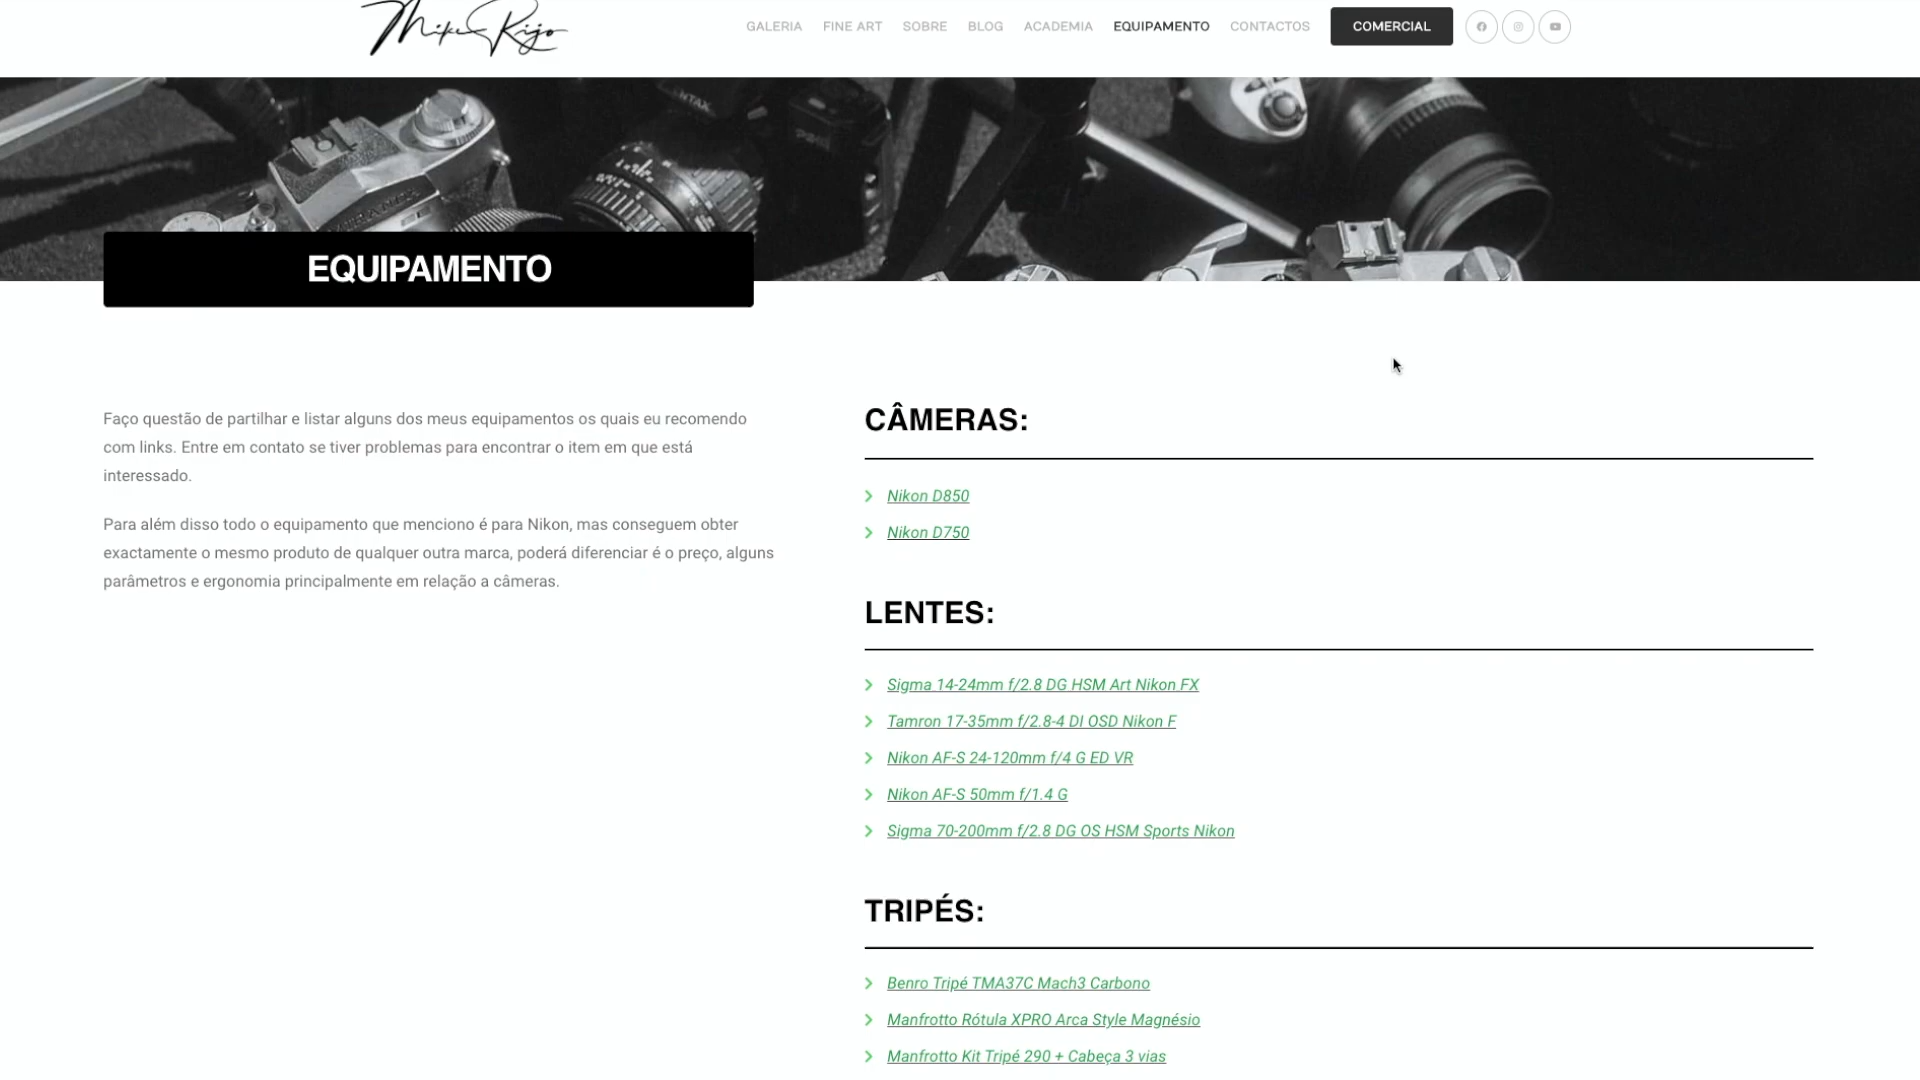 Mike Rijo
GALERIA FINE ART SOBRE BLOG ACADEMIA EQUIPAMENTO CONTACTOS COMERCIAL
EQUIPAMENTO
Faço questão de partilhar e listar alguns dos meus equipamentos os quais eu recomendo
com links. Entre em contato se tiver problemas para encontrar o item em que está
interessado.
Para além disso todo o equipamento que menciono é para Nikon, mas conseguem obter
exactamente o mesmo produto de qualquer outra marca, poderá diferenciar é o preço, alguns
parâmetros e ergonomia principalmente em relação a câmeras.
CÂMERAS:
Nikon D850
Nikon D750
LENTES:
Sigma 14-24mm f/2.8 DG HSM Art Nikon FX
Tamron 17-35mm f/2.8-4 DI OSD Nikon F
Nikon AF-S 24-120mm f/4 G ED VR
Nikon AF-S 50mm f/1.4 G
Sigma 70-200mm f/2.8 DG OS HSM Sports Nikon
TRIPÉS:
Benro Tripé TMA37C Mach3 Carbono
Manfrotto Rótula XPRO Arca Style Magnésio
Manfrotto Kit Tripé 290 + Cabeça 3 vias